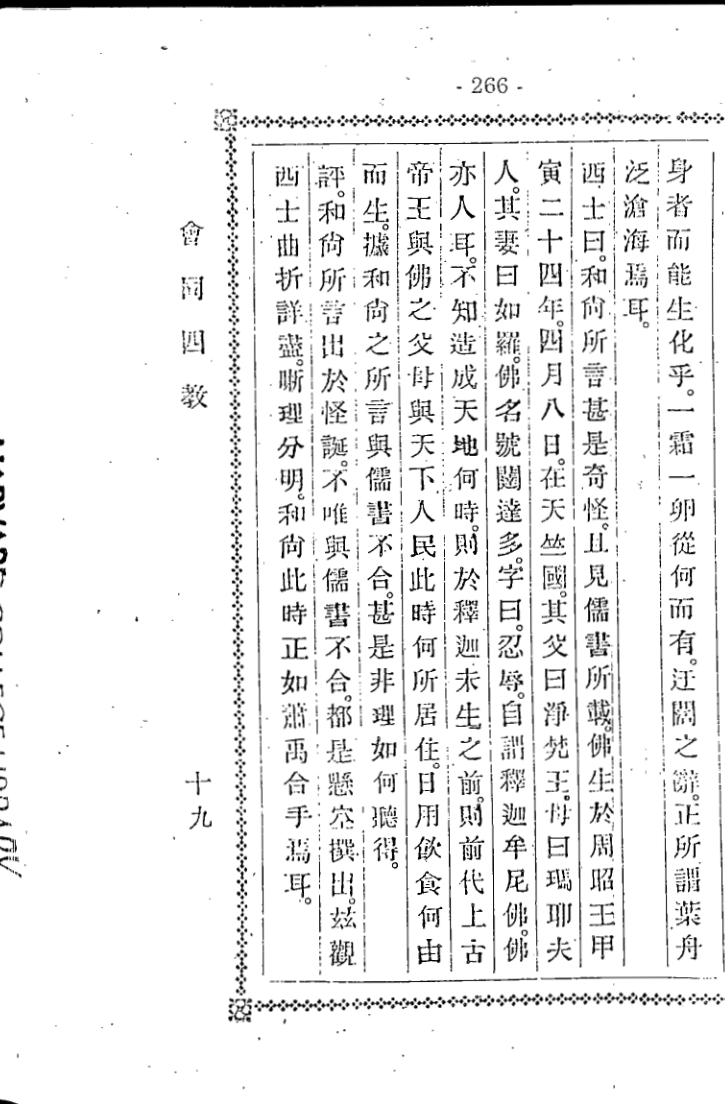 - 266 -
身者而能生化乎。一霜一卵從何而有。迂闊之辭。正所謂葉舟
泛滄海焉耳。
西士曰。和尙所言甚是奇怪。且見儒書所載。佛生於周昭王甲
寅二十四年。四月八日。在天竺國。其父曰淨梵王。母曰瑪耶夫
人。其妻曰如羅。佛名號闥達多。字曰。忍辱。自謂釋迦牟尼佛。佛
亦人耳。不知造成天地何時。則於釋迦未生之前。則前代上古
帝王與佛之父母與天下人民此時何所居住。日用飲食何由
而生。據和尙之所言與儒書不合。甚是非理如何聽得。
評。和尙所言出於怪誕。不唯與儒書不合。都是懸空撰出。玆觀
西士曲折詳盡。晰理分明。和尙此時正如蕭禹合手焉耳。
會同四敎
十九
HARVARD COLLEGE LIBRARY